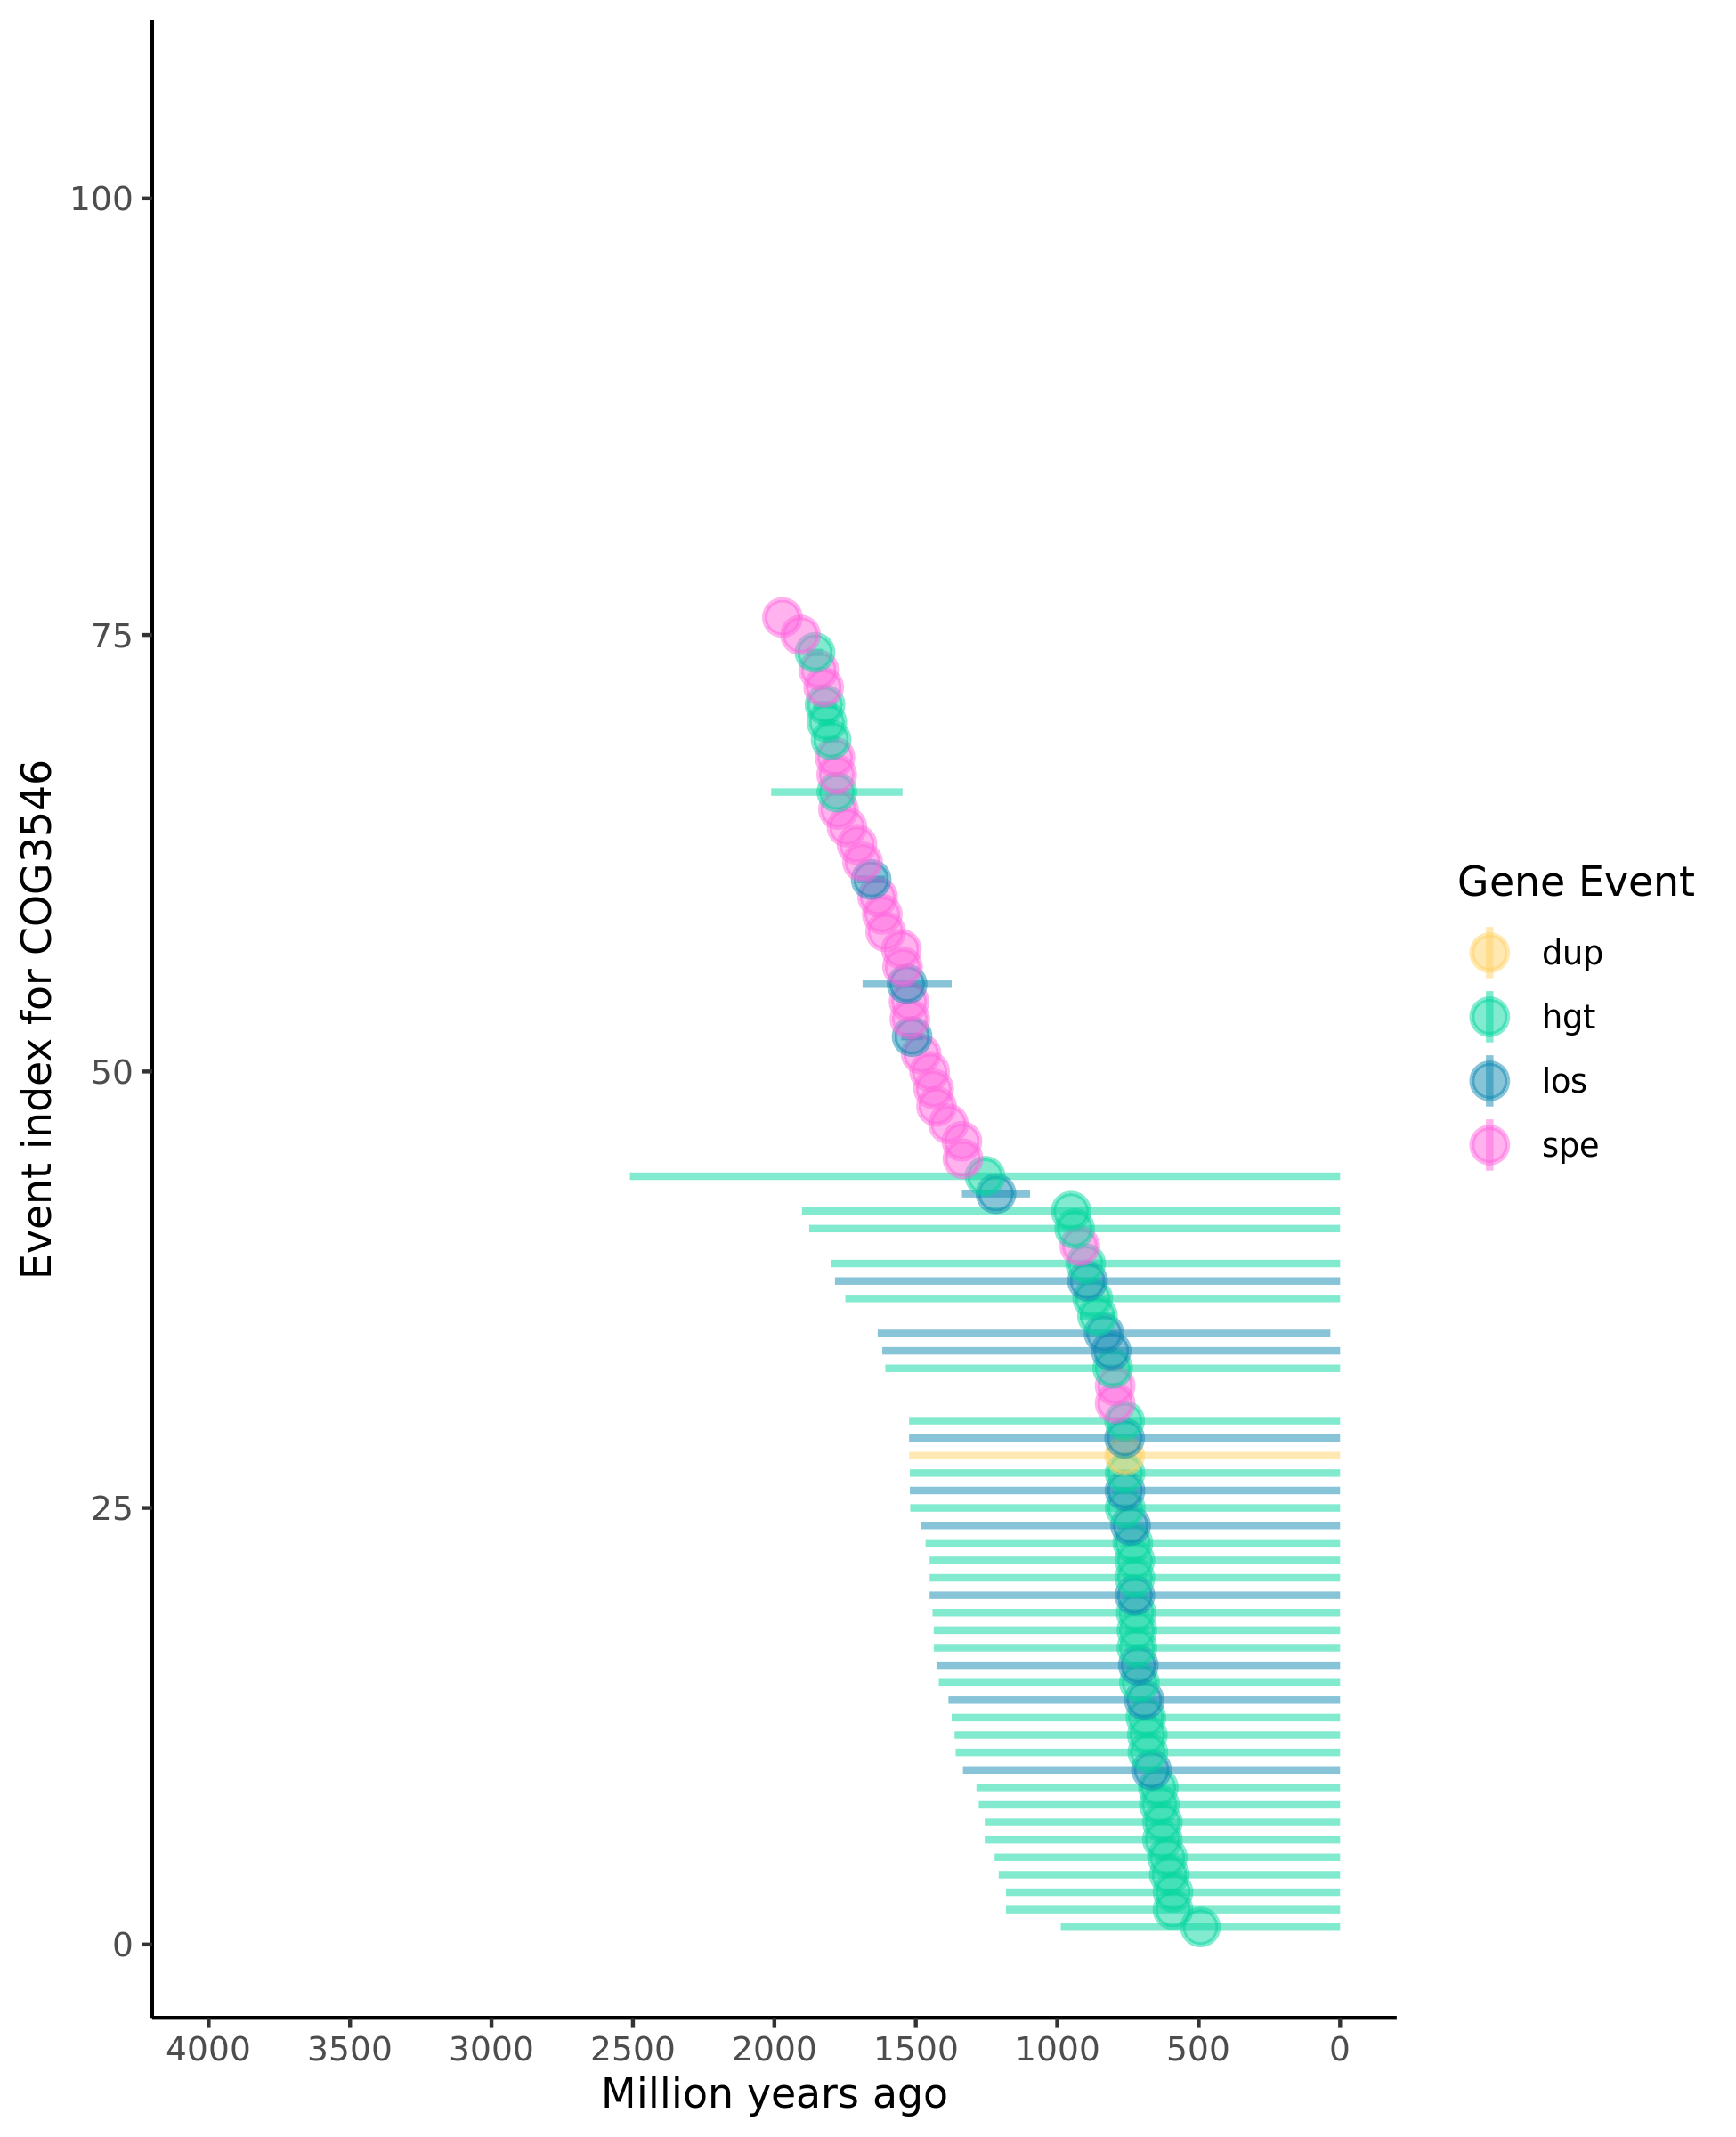 100
75
50
25
0
Event index for COG3546
4000 3500 3000 2500 2000 1500 1000 500 0
Million years ago
Gene Event
dup
hgt
los
spe